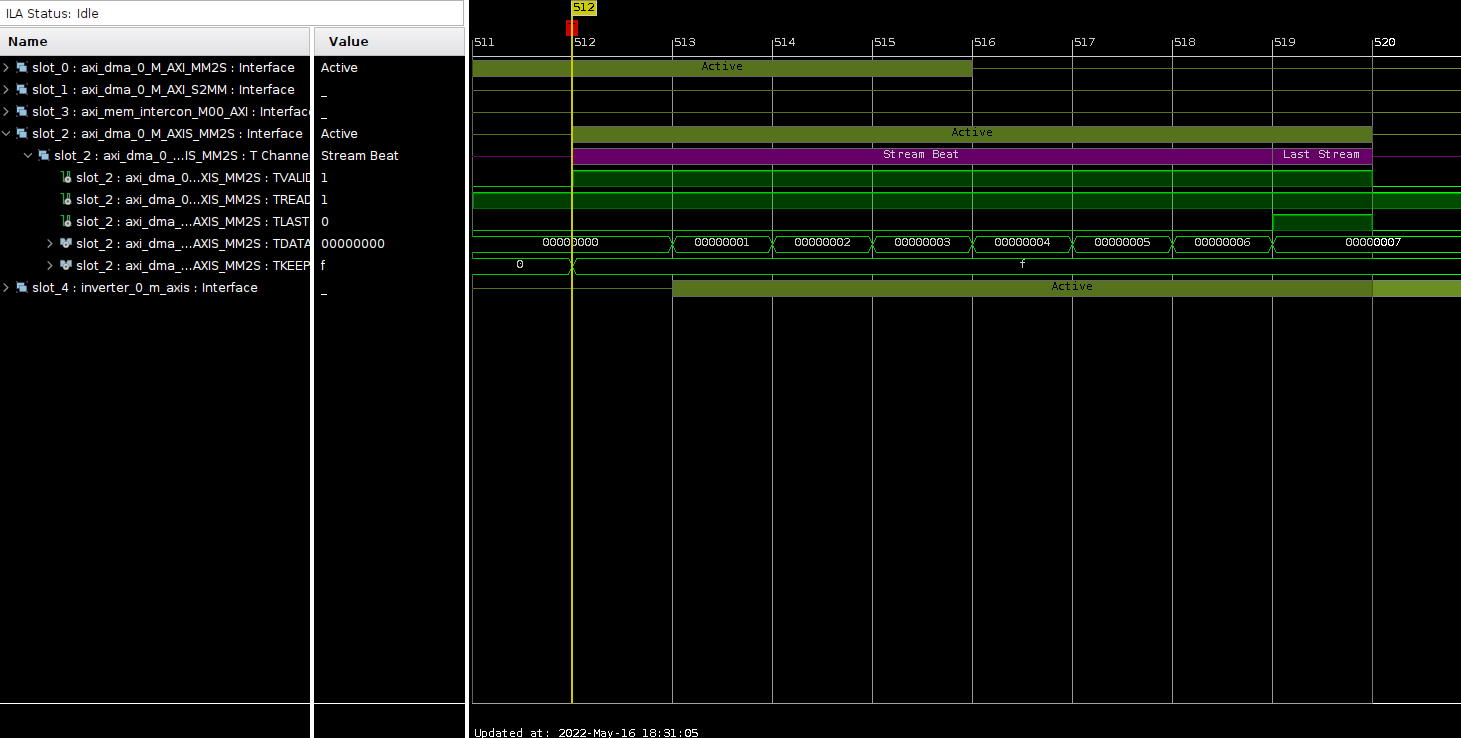 ILA Status: Idle
512
Name Value
511 512 513 514 515 516 517 518 519 520
slot_0 : axi_dma_0_M_AXI_MM2S : Interface Active Active
slot_1 : axi_dma_0_M_AXI_S2MM : Interface _
slot_3 : axi_mem_intercon_M00_AXI : Interfac _
slot_2 : axi_dma_0_M_AXIS_MM2S : Interface Active Active
slot_2 : axi_dma_0_...IS_MM2S : T Channe Stream Beat Stream Beat Last Stream
slot_2 : axi_dma_0...XIS_MM2S : TVALID 1
slot_2 : axi_dma_0...XIS_MM2S : TREAD 1
slot_2 : axi_dma_...AXIS_MM2S : TLAST 0
slot_2 : axi_dma_...AXIS_MM2S : TDATA 00000000 00000000 00000001 00000002 00000003 00000004 00000005 00000006 00000007
slot_2 : axi_dma_...AXIS_MM2S : TKEEP f 0 f
slot_4 : inverter_0_m_axis : Interface _ Active
Updated at: 2022-May-16 18:31:05